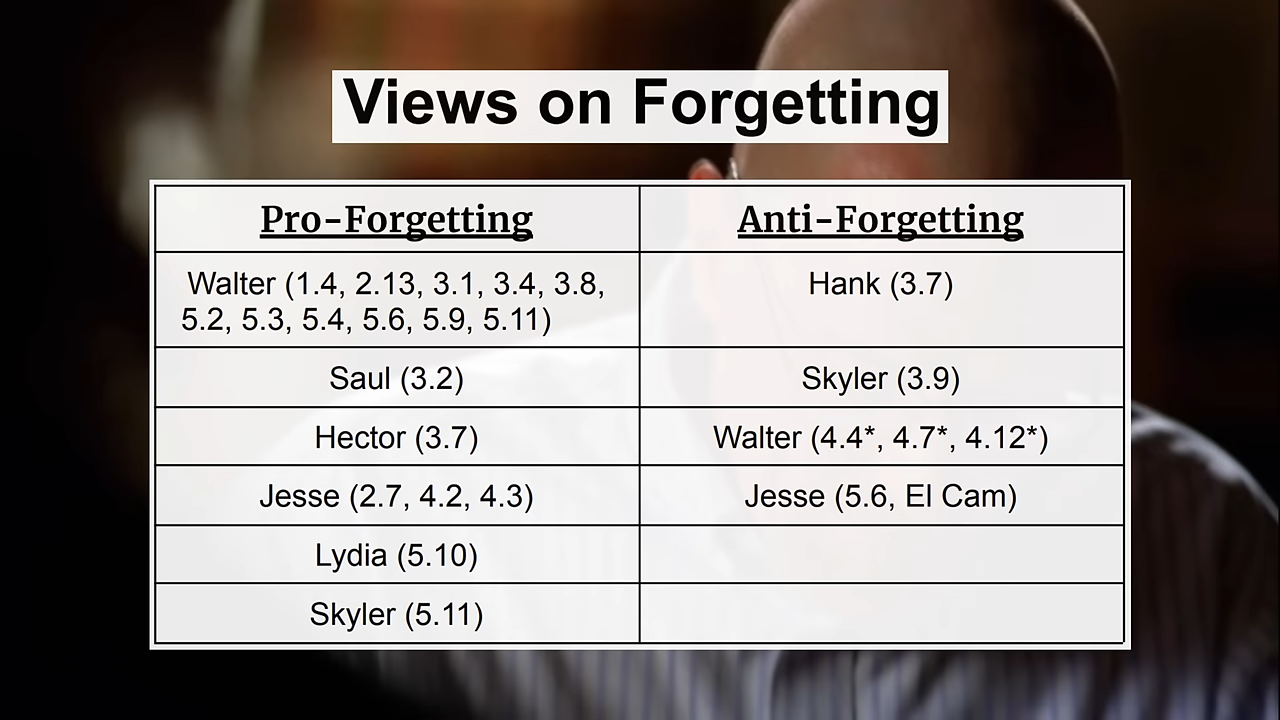 Views on Forgetting
Pro-Forgetting
Anti-Forgetting
Walter (1.4, 2.13, 3.1, 3.4, 3.8,
5.2, 5.3, 5.4, 5.6, 5.9, 5.11)
Hank (3.7)
Saul (3.2)
Skyler (3.9)
Hector (3.7)
Walter (4.4*, 4.7*, 4.12*)
Jesse (2.7, 4.2, 4.3)
Jesse (5.6, El Cam)
Lydia (5.10)
Skyler (5.11)